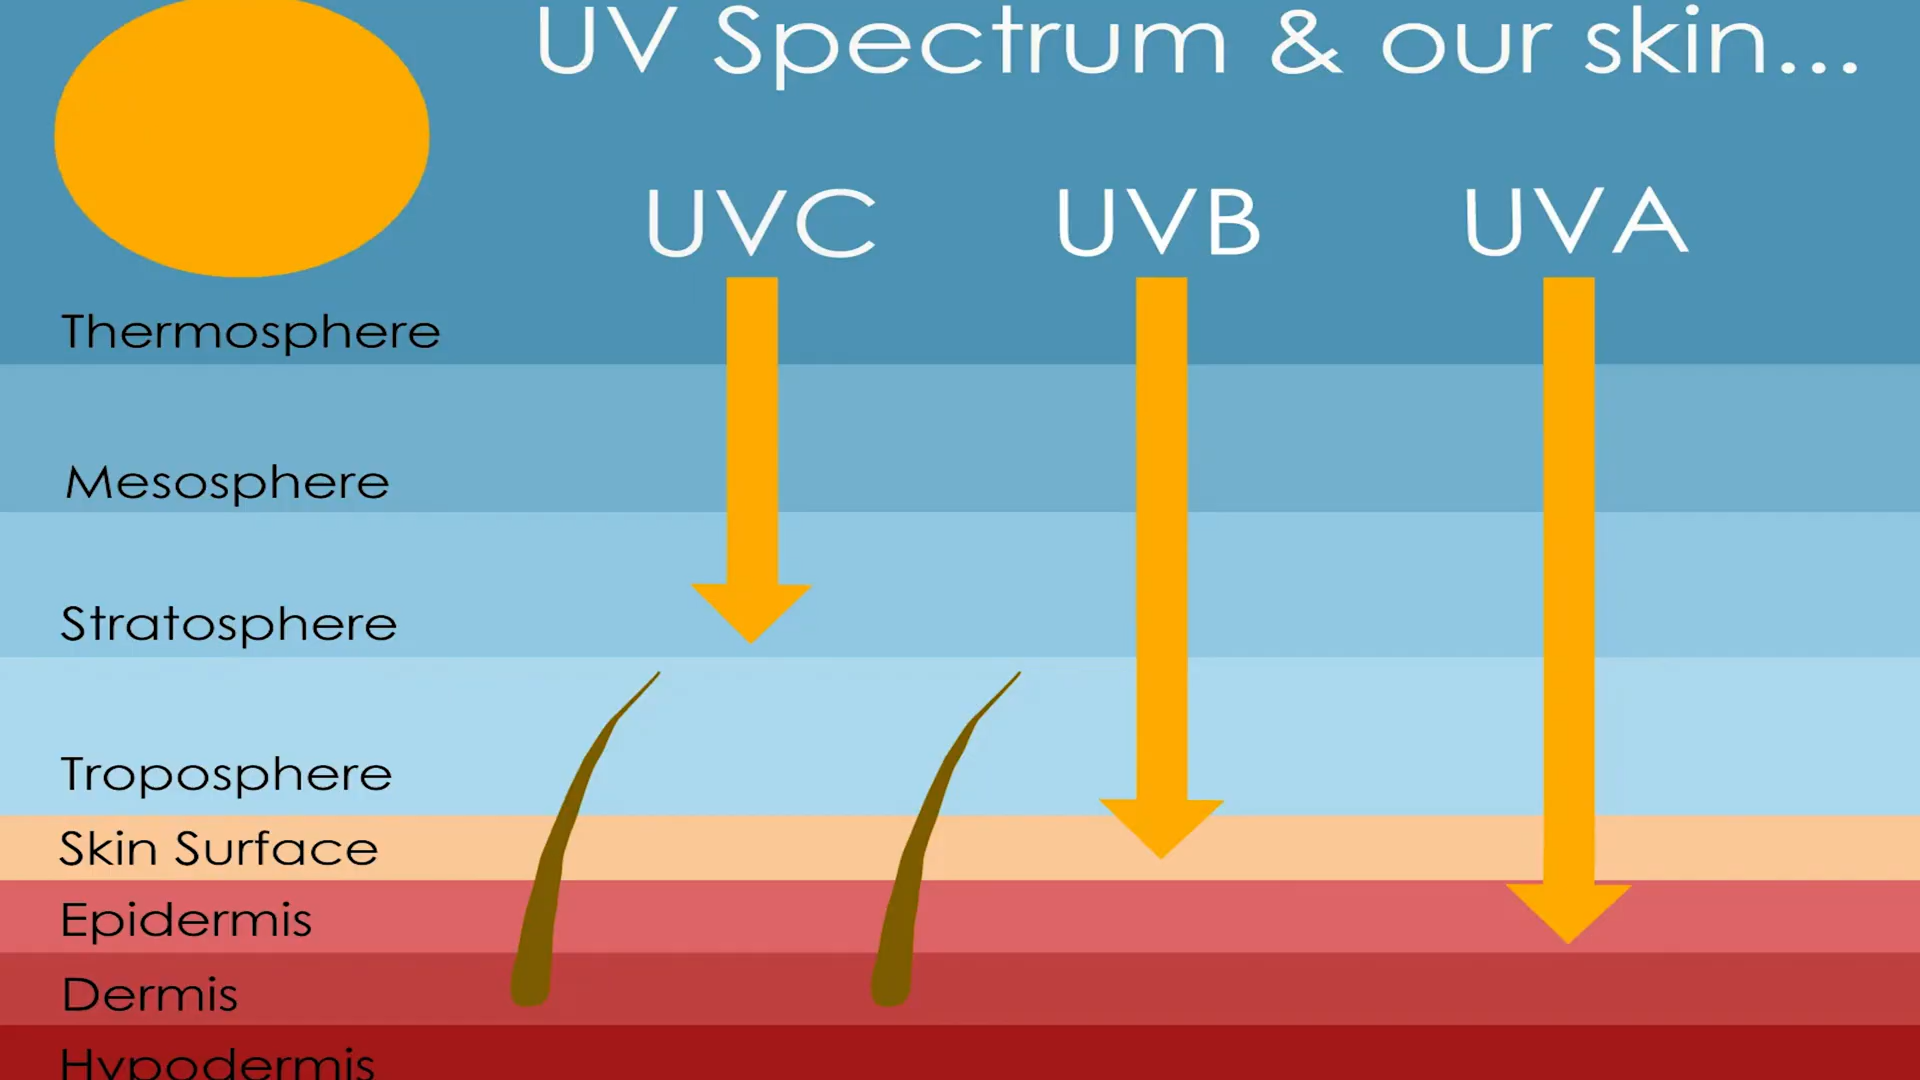 UV Spectrum & our skin...
UVC UVB UVA
Thermosphere
Mesosphere
Stratosphere
Troposphere
Skin Surface
Epidermis
Dermis
Hypodermis